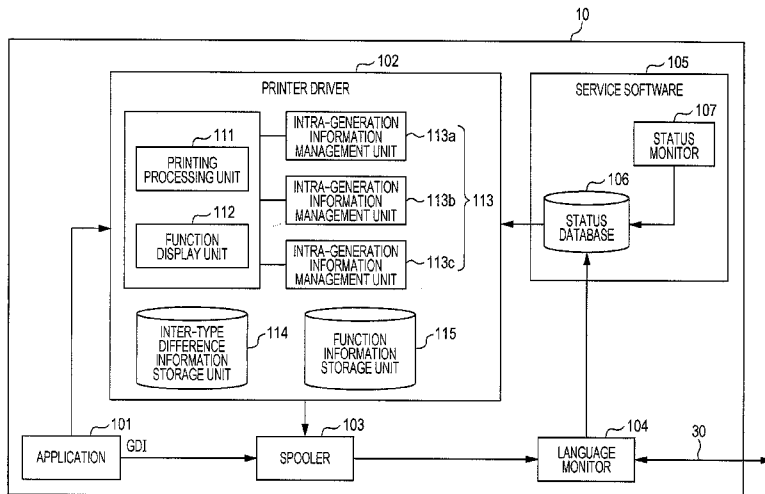 10
102
PRINTER DRIVER
111
PRINTING
PROCESSING UNIT
112
FUNCTION
DISPLAY UNIT
INTRA-GENERATION
INFORMATION
MANAGEMENT UNIT
113a
INTRA-GENERATION
INFORMATION
MANAGEMENT UNIT
113b
113
INTRA-GENERATION
INFORMATION
MANAGEMENT UNIT
113c
INTER-TYPE
DIFFERENCE
INFORMATION
STORAGE UNIT
114
FUNCTION
INFORMATION
STORAGE UNIT
115
105
SERVICE SOFTWARE
107
STATUS
MONITOR
106
STATUS
DATABASE
101
APPLICATION
GDI
103
SPOOLER
104
LANGUAGE
MONITOR
30